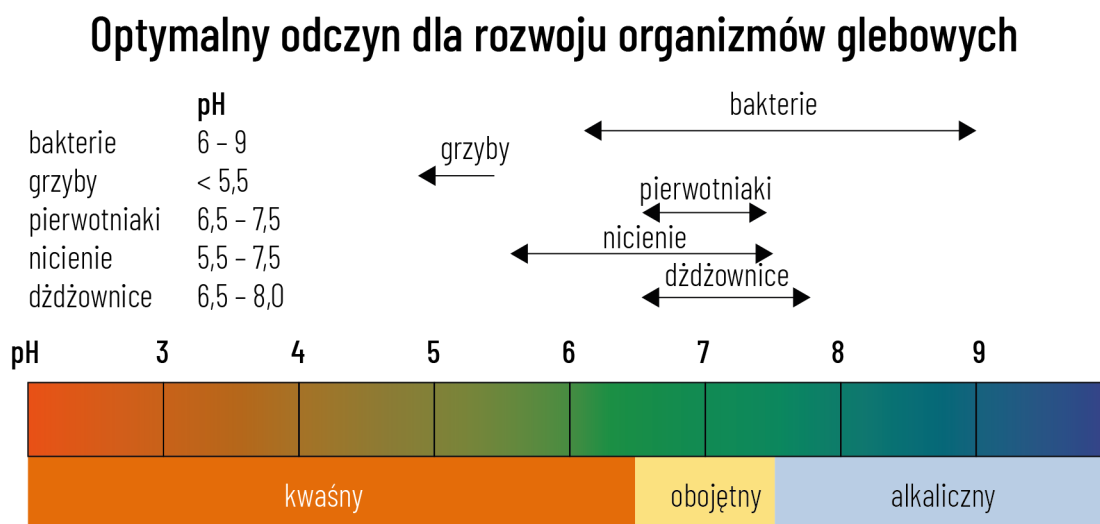 Optymalny odczyn dla rozwoju organizmów glebowych
pH
bakterie 6 – 9
grzyby < 5,5
pierwotniaki 6,5 – 7,5
nicienie 5,5 – 7,5
dżdżownice 6,5 – 8,0
bakterie
grzyby
pierwotniaki
nicienie
dżdżownice
pH 3 4 5 6 7 8 9
kwaśny obojętny alkaliczny